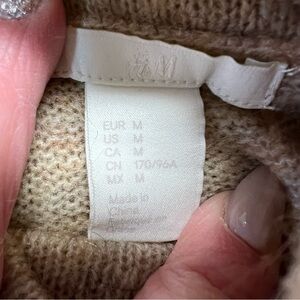 H&M
EUR M
US M
CA M
CN 170/96A
MX M
Made in
China